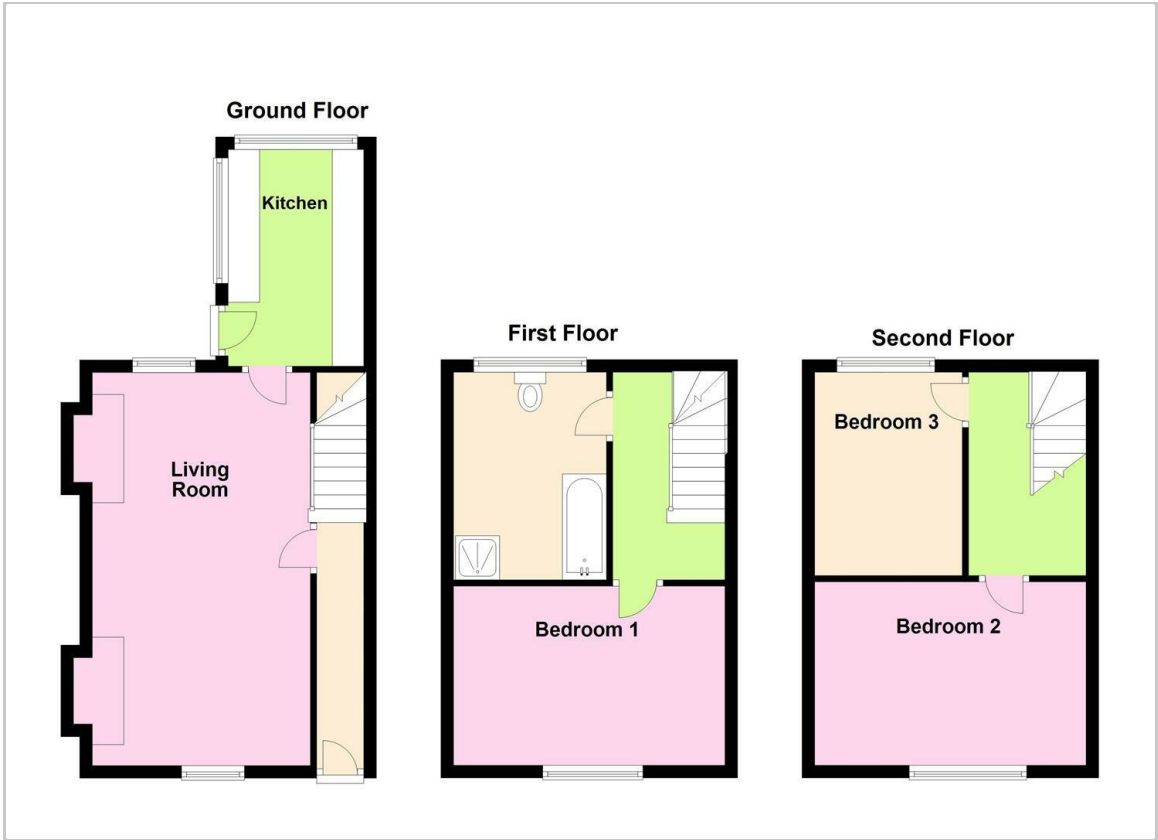 Ground Floor
Kitchen
Living
Room
First Floor
Bedroom 1
Second Floor
Bedroom 3
Bedroom 2